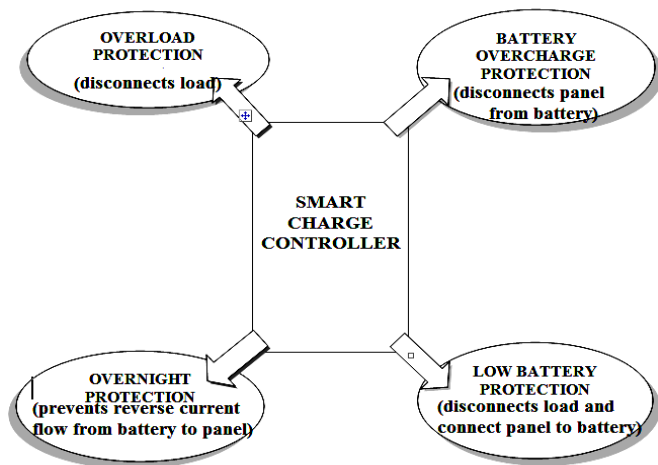 OVERLOAD
PROTECTION
(disconnects load)
BATTERY
OVERCHARGE
PROTECTION
(disconnects panel
from battery)
SMART
CHARGE
CONTROLLER
OVERNIGHT
PROTECTION
(prevents reverse current
flow from battery to panel)
LOW BATTERY
PROTECTION
(disconnects load and
connect panel to battery)